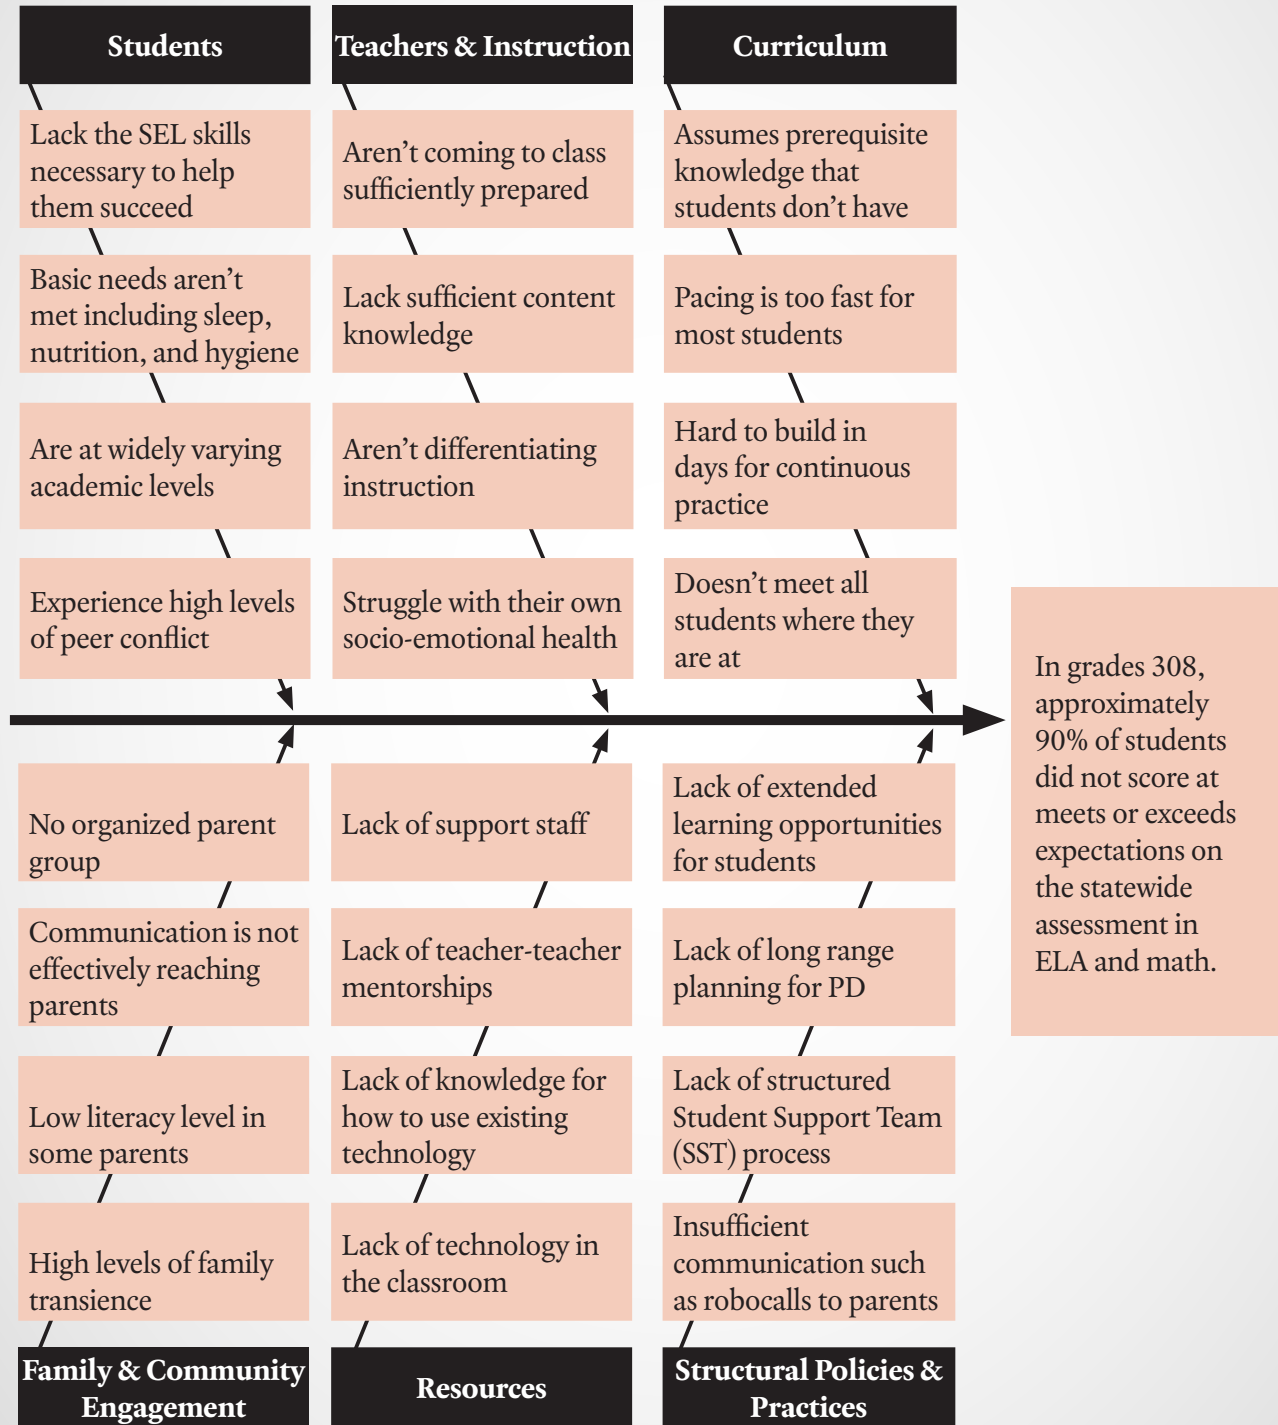 Students
Lack the SEL skills
necessary to help
them succeed
Basic needs aren't
met including sleep,
nutrition, and hygiene
Are at widely varying
academic levels
Experience high levels
of peer conflict
Teachers & Instruction
Aren't coming to class
sufficiently prepared
Lack sufficient content
knowledge
Aren't differentiating
instruction
Struggle with their own
socio-emotional health
Curriculum
Assumes prerequisite
knowledge that
students don't have
Pacing is too fast for
most students
Hard to build in
days for continuous
practice
Doesn't meet all
students where they
are at
In grades 308,
approximately
90% of students
did not score at
meets or exceeds
expectations on
the statewide
assessment in
ELA and math.
No organized parent
group
Communication is not
effectively reaching
parents
Low literacy level in
some parents
High levels of family
transience
Family & Community
Engagement
Lack of support staff
Lack of teacher-teacher
mentorships
Lack of knowledge for
how to use existing
technology
Lack of technology in
the classroom
Resources
Lack of extended
learning opportunities
for students
Lack of long range
planning for PD
Lack of structured
Student Support Team
(SST) process
Insufficient
communication such
as robocalls to parents
Structural Policies &
Practices